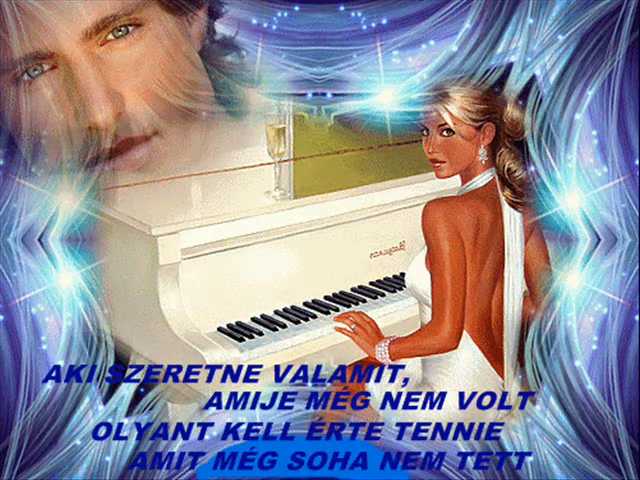 AKI SZERETNE VALAMIT,
AMIJE MÉG NEM VOLT
OLYANT KELL ÉRTE TENNIE
AMIT MÉG SOHA NEM TETT